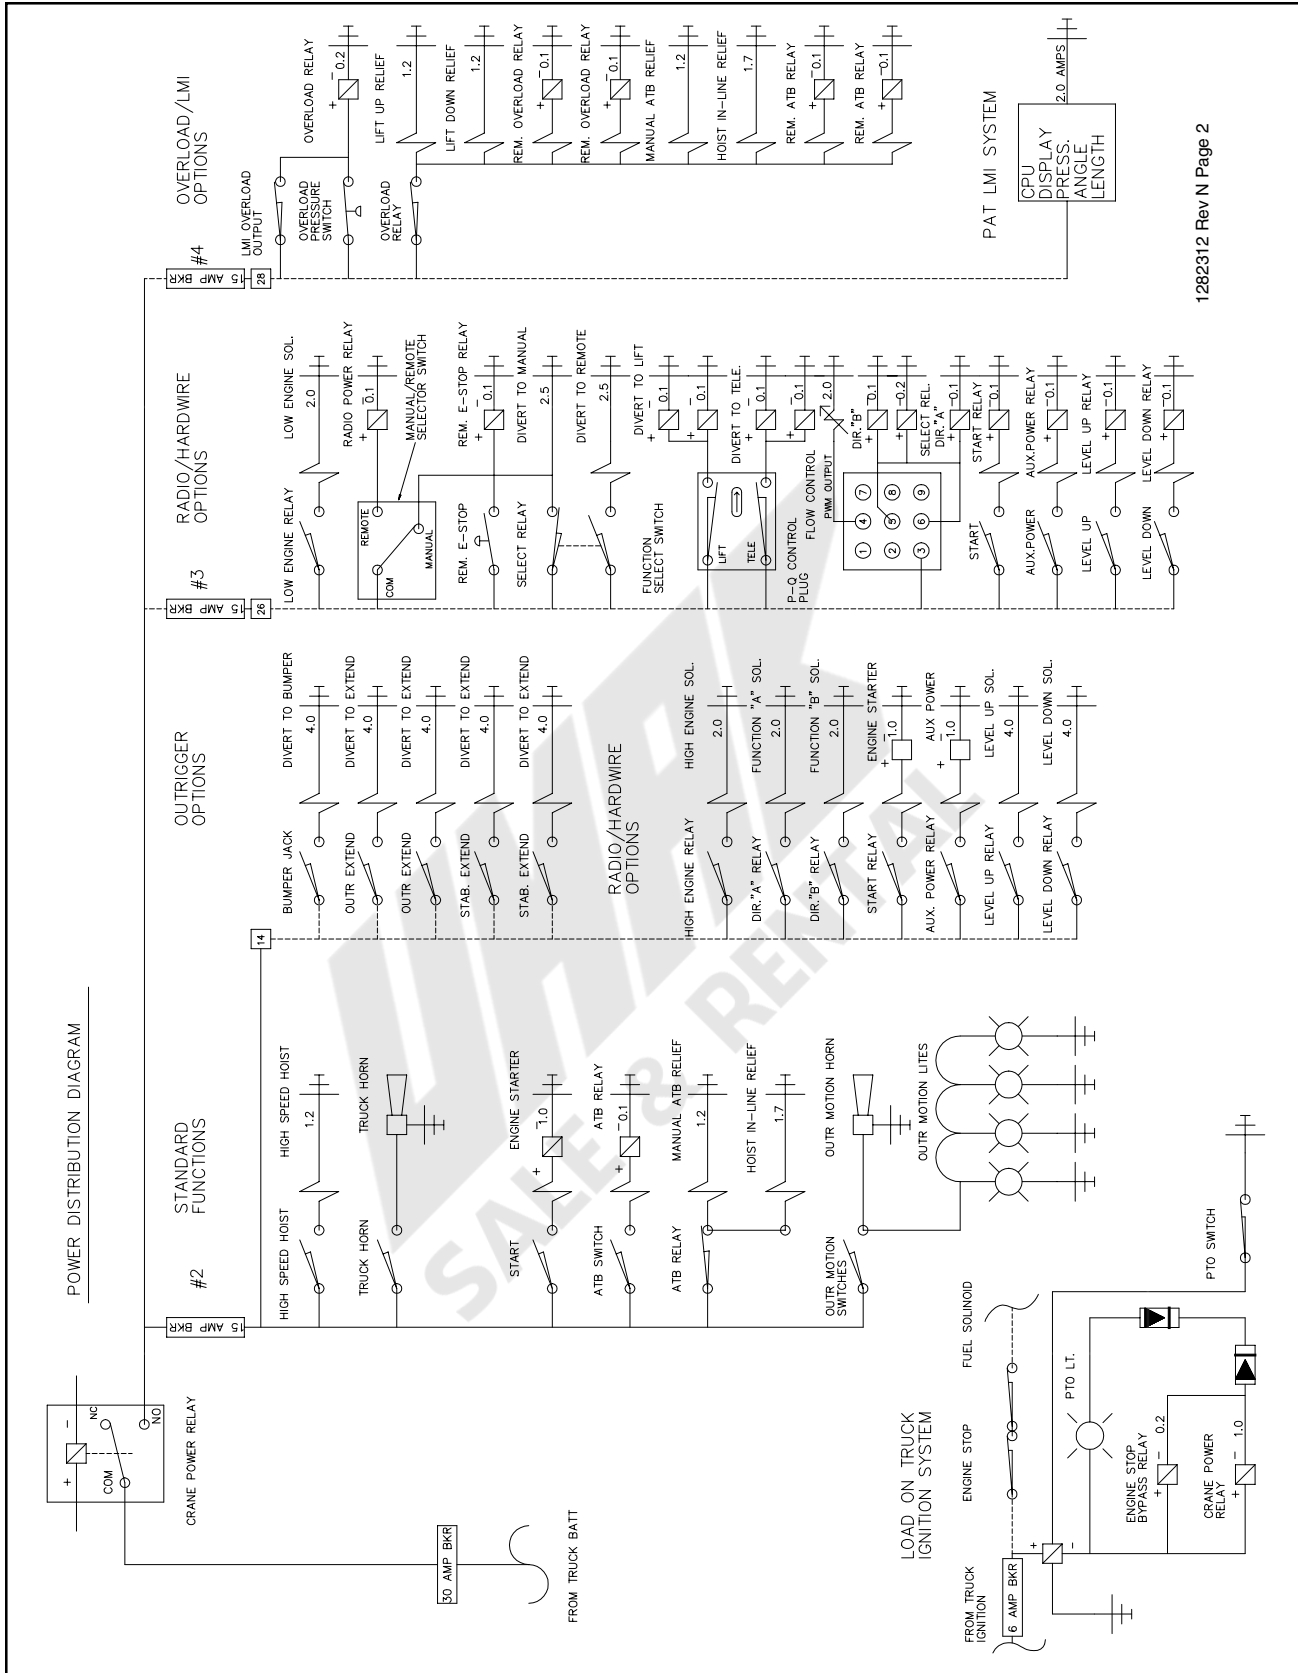 POWER DISTRIBUTION DIAGRAM
+
-
COM
NC
NO
CRANE POWER RELAY
30 AMP BKR
FROM TRUCK BATT
#2
STANDARD
FUNCTIONS
15 AMP BKR
HIGH SPEED HOIST
HIGH SPEED HOIST
1.2
TRUCK HORN
TRUCK HORN
START
ENGINE STARTER
+
-
1.0
ATB SWITCH
ATB RELAY
+
-
0.1
ATB RELAY
MANUAL ATB RELIEF
1.2
HOIST IN-LINE RELIEF
1.7
OUTR MOTION
SWITCHES
OUTR MOTION HORN
OUTR MOTION LITES
14
OUTRIGGER
OPTIONS
BUMPER JACK
DIVERT TO BUMPER
4.0
OUTR EXTEND
DIVERT TO EXTEND
4.0
OUTR EXTEND
DIVERT TO EXTEND
4.0
STAB. EXTEND
DIVERT TO EXTEND
4.0
STAB. EXTEND
DIVERT TO EXTEND
4.0
RADIO/HARDWIRE
OPTIONS
HIGH ENGINE RELAY
HIGH ENGINE SOL.
2.0
DIR."A" RELAY
FUNCTION "A" SOL.
2.0
DIR."B" RELAY
FUNCTION "B" SOL.
2.0
START RELAY
ENGINE STARTER
+
-
1.0
AUX. POWER RELAY
AUX POWER
+
-
1.0
LEVEL UP RELAY
LEVEL UP SOL.
4.0
LEVEL DOWN RELAY
LEVEL DOWN SOL.
4.0
#3
RADIO/HARDWIRE
OPTIONS
15 AMP BKR
26
LOW ENGINE RELAY
LOW ENGINE SOL.
2.0
REMOTE
COM
MANUAL
RADIO POWER RELAY
+
-
0.1
MANUAL/REMOTE
SELECTOR SWITCH
REM. E-STOP
REM. E-STOP RELAY
+
-
0.1
SELECT RELAY
DIVERT TO MANUAL
2.5
DIVERT TO REMOTE
2.5
FUNCTION
SELECT SWITCH
LIFT
TELE
DIVERT TO LIFT
+
-
0.1
+
-
0.1
DIVERT TO TELE.
+
-
0.1
+
-
0.1
P-Q CONTROL
PLUG
FLOW CONTROL
PWM OUTPUT
2.0
1
2
3
4
5
6
7
8
9
DIR."B"
+
-
0.1
+
-
0.2
SELECT REL.
DIR."A"
+
-
0.1
START
START RELAY
+
-
0.1
AUX.POWER
AUX.POWER RELAY
+
-
0.1
LEVEL UP
LEVEL UP RELAY
+
-
0.1
LEVEL DOWN
LEVEL DOWN RELAY
+
-
0.1
#4
OVERLOAD/LMI
OPTIONS
15 AMP BKR
28
LMI OVERLOAD
OUTPUT
OVERLOAD
PRESSURE
SWITCH
OVERLOAD RELAY
+
-
0.2
OVERLOAD
RELAY
LIFT UP RELIEF
1.2
LIFT DOWN RELIEF
1.2
REM. OVERLOAD RELAY
+
-
0.1
REM. OVERLOAD RELAY
+
-
0.1
MANUAL ATB RELIEF
1.2
HOIST IN-LINE RELIEF
1.7
REM. ATB RELAY
+
-
0.1
REM. ATB RELAY
+
-
0.1
PAT LMI SYSTEM
CPU
DISPLAY
PRESS.
ANGLE
LENGTH
2.0 AMPS
LOAD ON TRUCK
IGNITION SYSTEM
FROM TRUCK
IGNITION
6 AMP BKR
ENGINE STOP
FUEL SOLINOID
+
-
PTO LT.
PTO SWITCH
ENGINE STOP
BYPASS RELAY
+
-
0.2
CRANE POWER
RELAY
+
-
1.0
1282312 Rev N Page 2
SALE & RENTAL